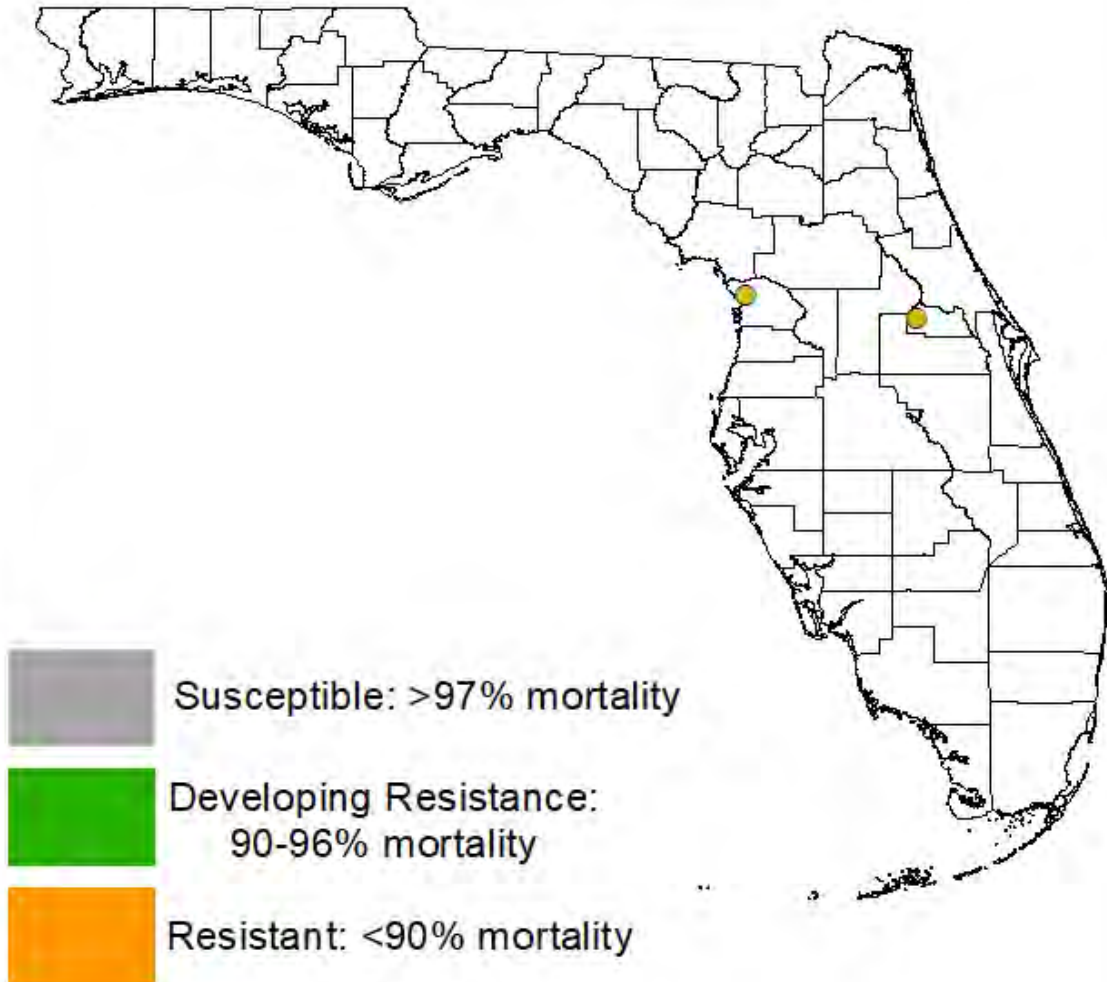 Susceptible: >97% mortality
Developing Resistance:
90-96% mortality
Resistant: <90% mortality